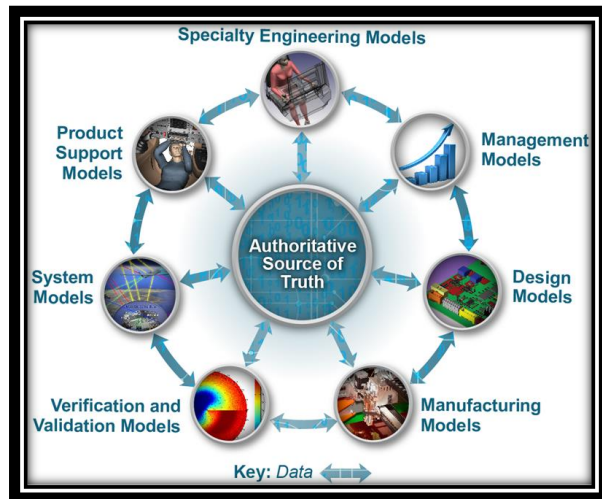 Specialty Engineering Models
Product
Support
Models
Management
Models
Authoritative
Source of
Truth
System
Models
Design
Models
Verification and
Validation Models
Manufacturing
Models
Key: Data